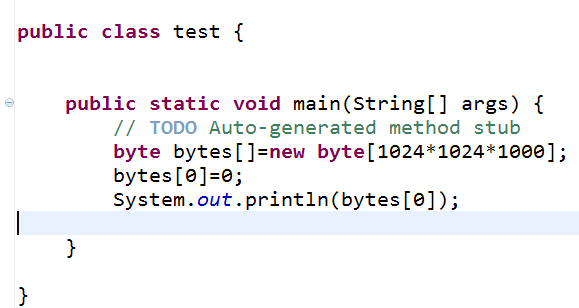 public class test {
public static void main(String[] args) {
// TODO Auto-generated method stub
byte bytes[]=new byte[1024*1024*1000];
bytes[0]=0;
System.out.println(bytes[0]);
}
}